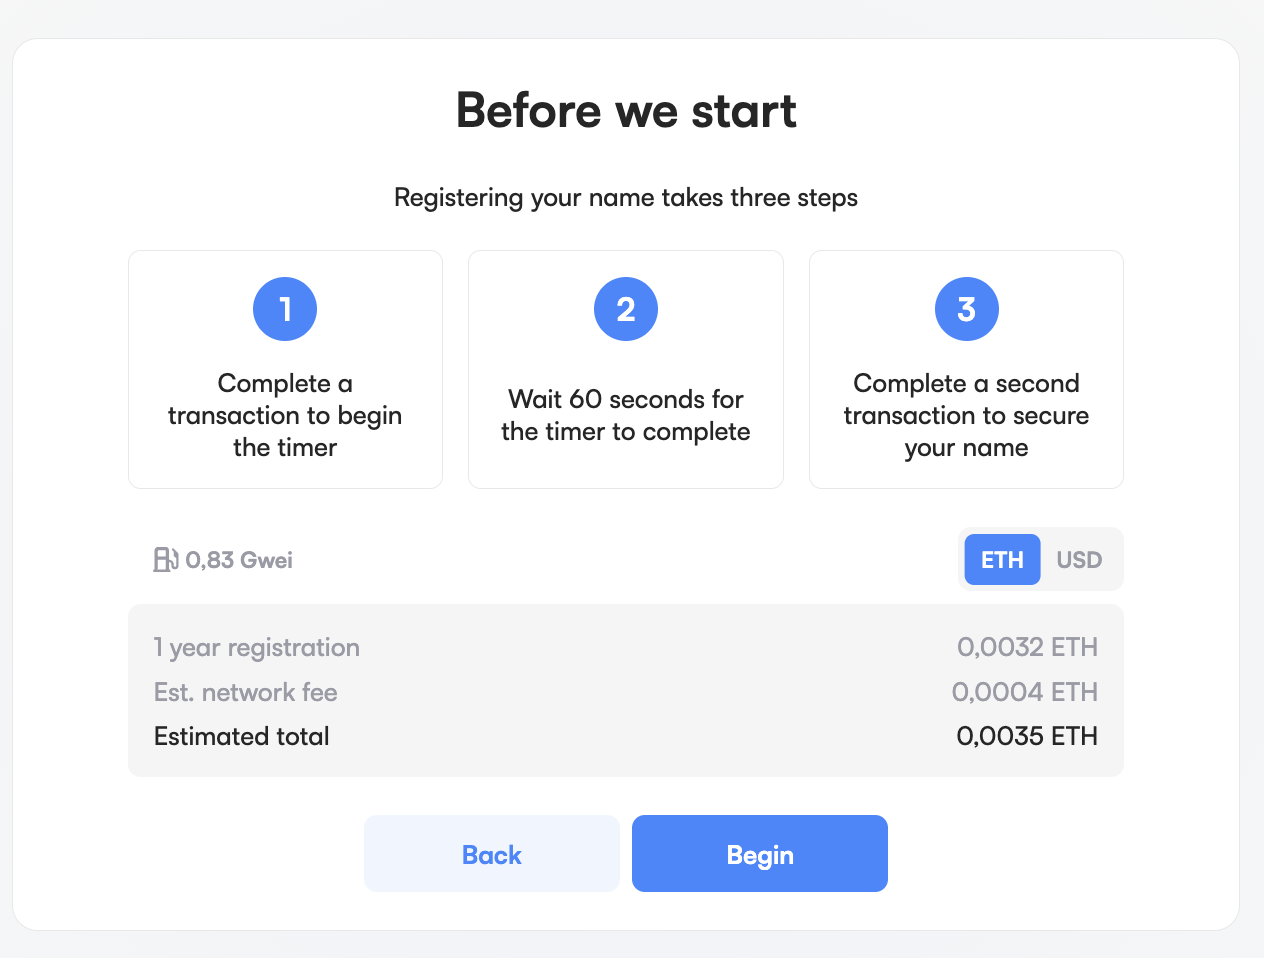 Before we start
Registering your name takes three steps
1
Complete a
transaction to begin
the timer
2
Wait 60 seconds for
the timer to complete
3
Complete a second
transaction to secure
your name
0,83 Gwei
ETH USD
1 year registration 0,0032 ETH
Est. network fee 0,0004 ETH
Estimated total 0,0035 ETH
Back Begin